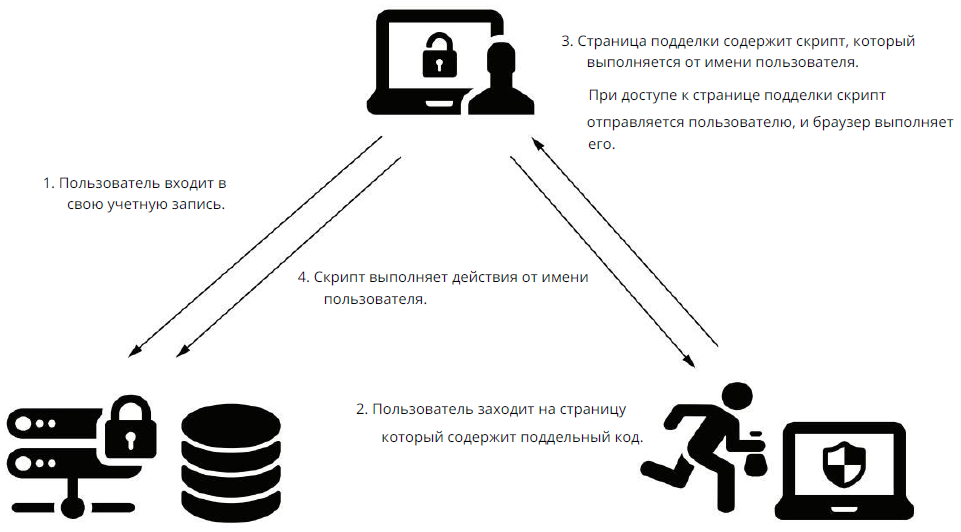 3. Страница подделки содержит скрипт, который
выполняется от имени пользователя.
При доступе к странице подделки скрипт
отправляется пользователю, и браузер выполняет
его.
1. Пользователь входит в
свою учетную запись.
4. Скрипт выполняет действия от имени
пользователя.
2. Пользователь заходит на страницу
который содержит поддельный код.